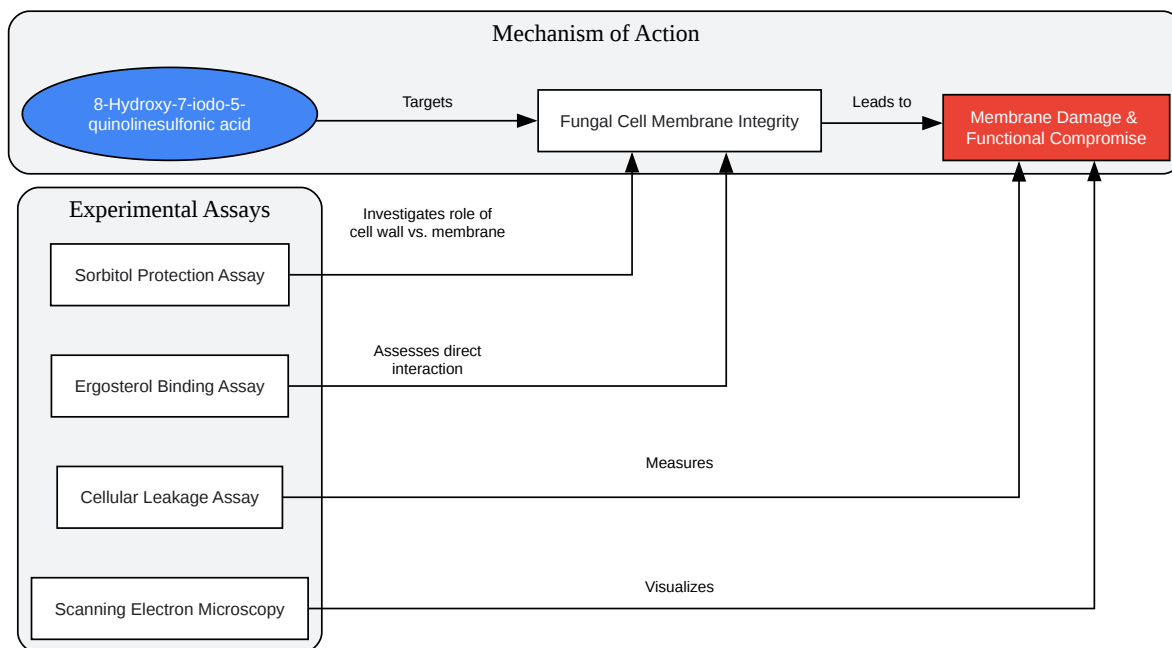 Mechanism of Action
8-Hydroxy-7-iodo-5-
quinolinesulfonic acid
Targets
Fungal Cell Membrane Integrity
Leads to
Membrane Damage &
Functional Compromise
Experimental Assays
Investigates role of
cell wall vs. membrane
Sorbitol Protection Assay
Assesses direct
interaction
Ergosterol Binding Assay
Measures
Cellular Leakage Assay
Visualizes
Scanning Electron Microscopy